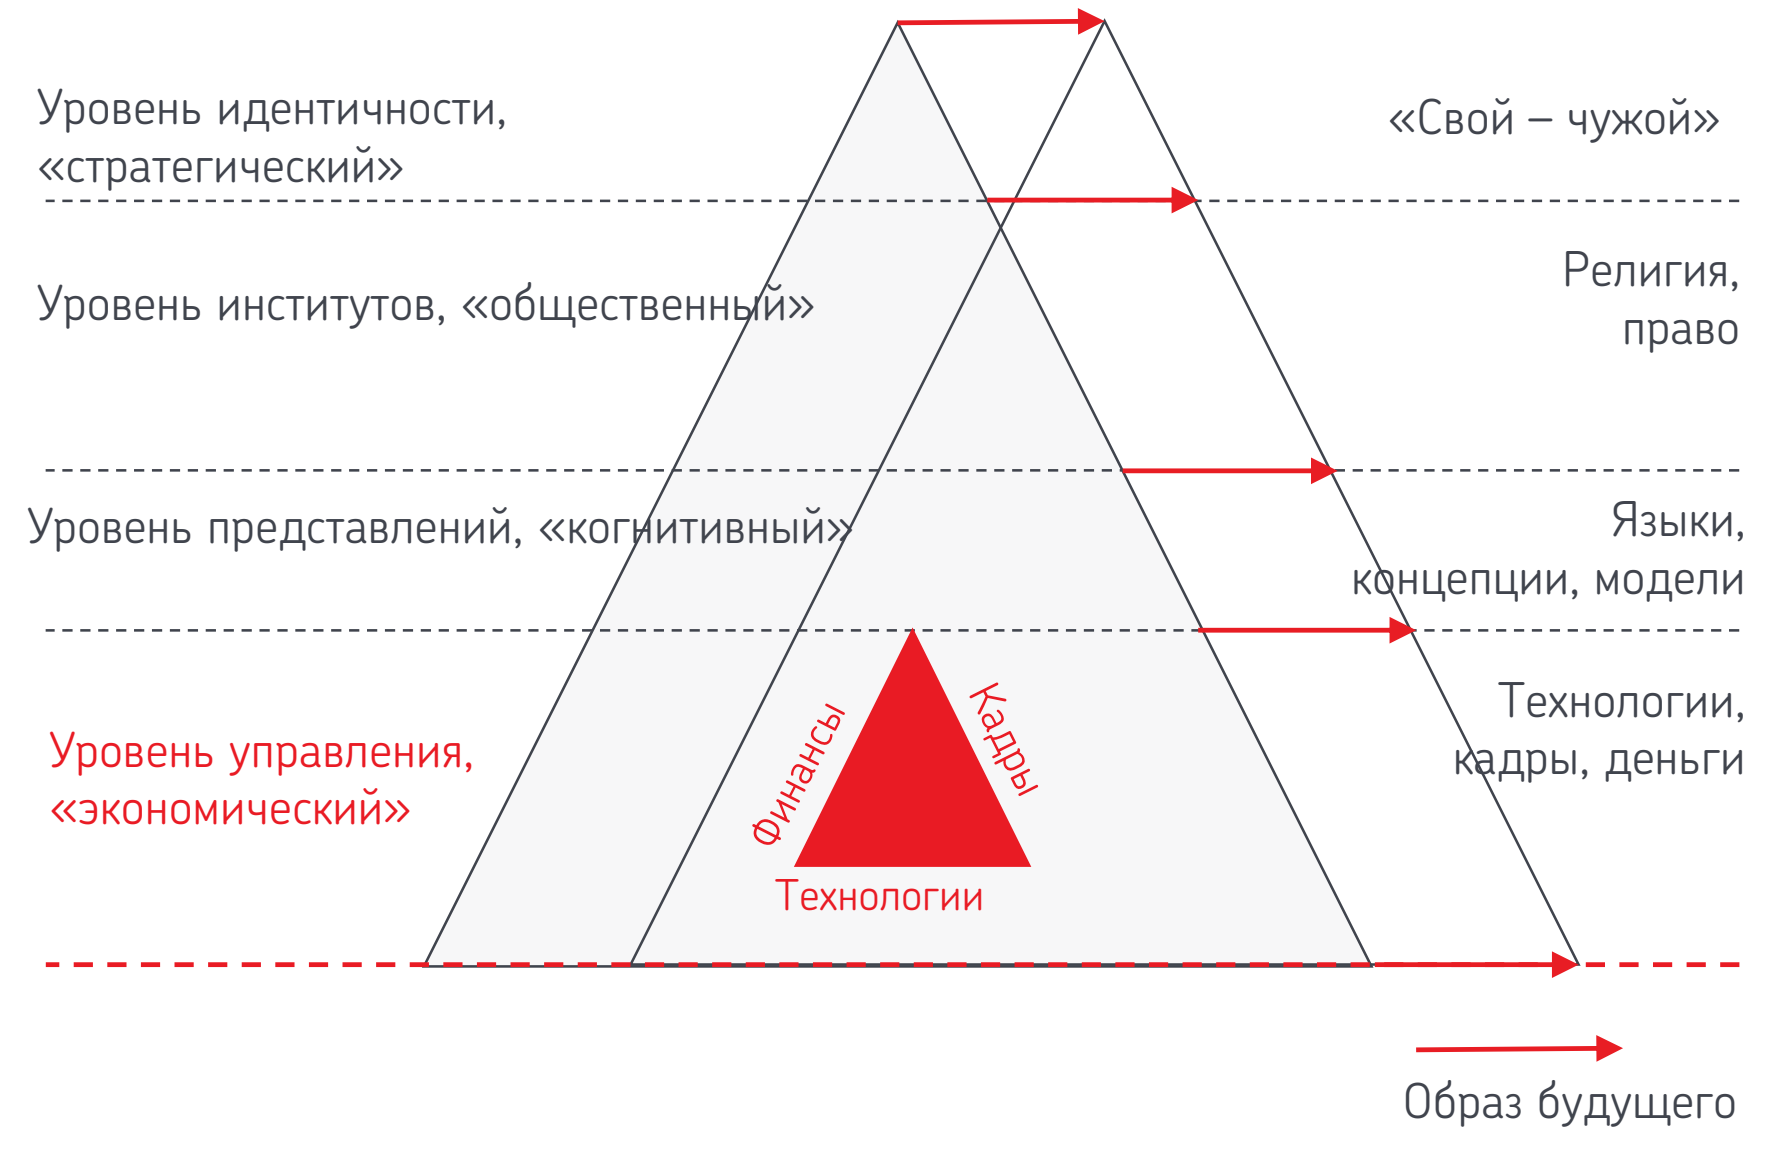 Уровень идентичности,
«стратегический»
«Свой – чужой»
Уровень институтов, «общественный»
Религия,
право
Уровень представлений, «когнитивный»
Языки,
концепции, модели
Уровень управления,
«экономический»
Финансы
Кадры
Технологии
Технологии,
кадры, деньги
Образ будущего